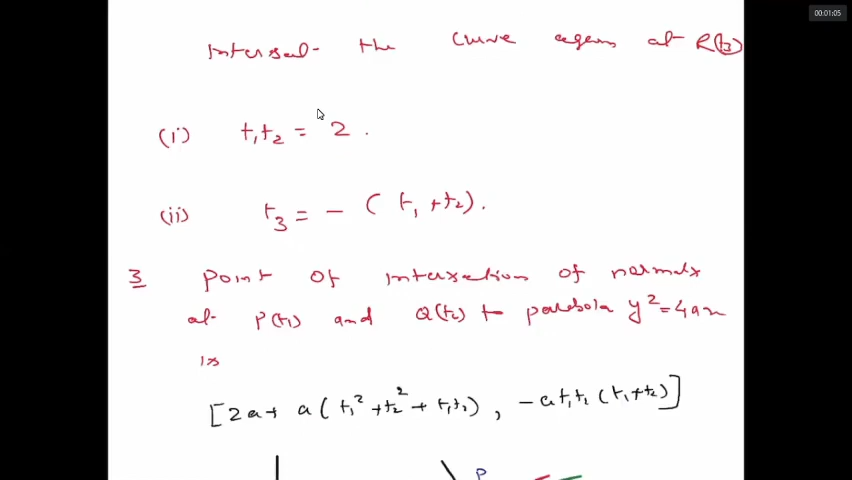 00:01:05
Intersect the curve again at R(t3)
(i) t₁t₂ = 2.
(ii) t₃ = - (t₁ + t₂).
3 Point of intersection of normals
at P(t₁) and Q(t₂) to parabola y² = 4ax
is
[2a + a(t₁² + t₂² + t₁t₂), -at₁t₂(t₁+t₂)]
P